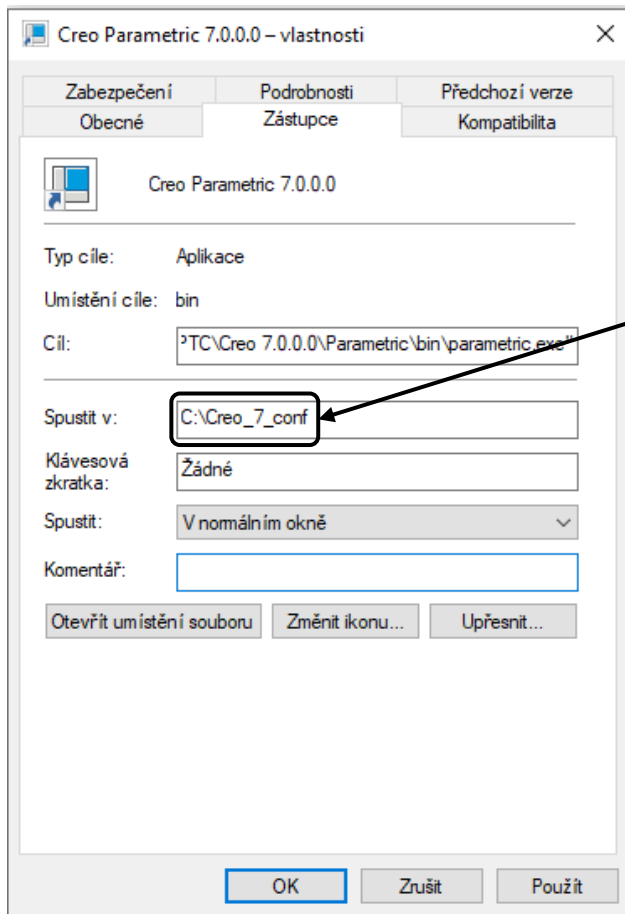 Creo Parametric 7.0.0.0 – vlastnosti
Zabezpečení Podrobnosti Předchozí verze
Obecné Zástupce Kompatibilita
Creo Parametric 7.0.0.0
Typ cíle: Aplikace
Umístění cíle: bin
Cíl: PTC\Creo 7.0.0.0\Parametric\bin\parametric.exe"
Spustit v: C:\Creo_7_conf
Klávesová
zkratka: Žádné
Spustit: V normálním okně
Komentář:
Otevřít umístění souboru Změnit ikonu... Upřesnit...
OK Zrušit Použít